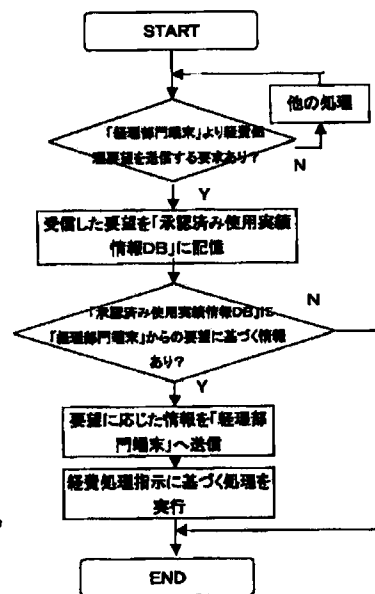 START
他の処理
「経理部門端末」より経費処
理要望を送信する要求あり?
N
Y
受信した要望を「承認済み使用実績
情報DB」に記憶
「承認済み使用実績情報DB」に
「経理部門端末」からの要望に基づく情報
あり?
N
Y
要望に応じた情報を「経理部
門端末」へ送信
経費処理指示に基づく処理を
実行
END